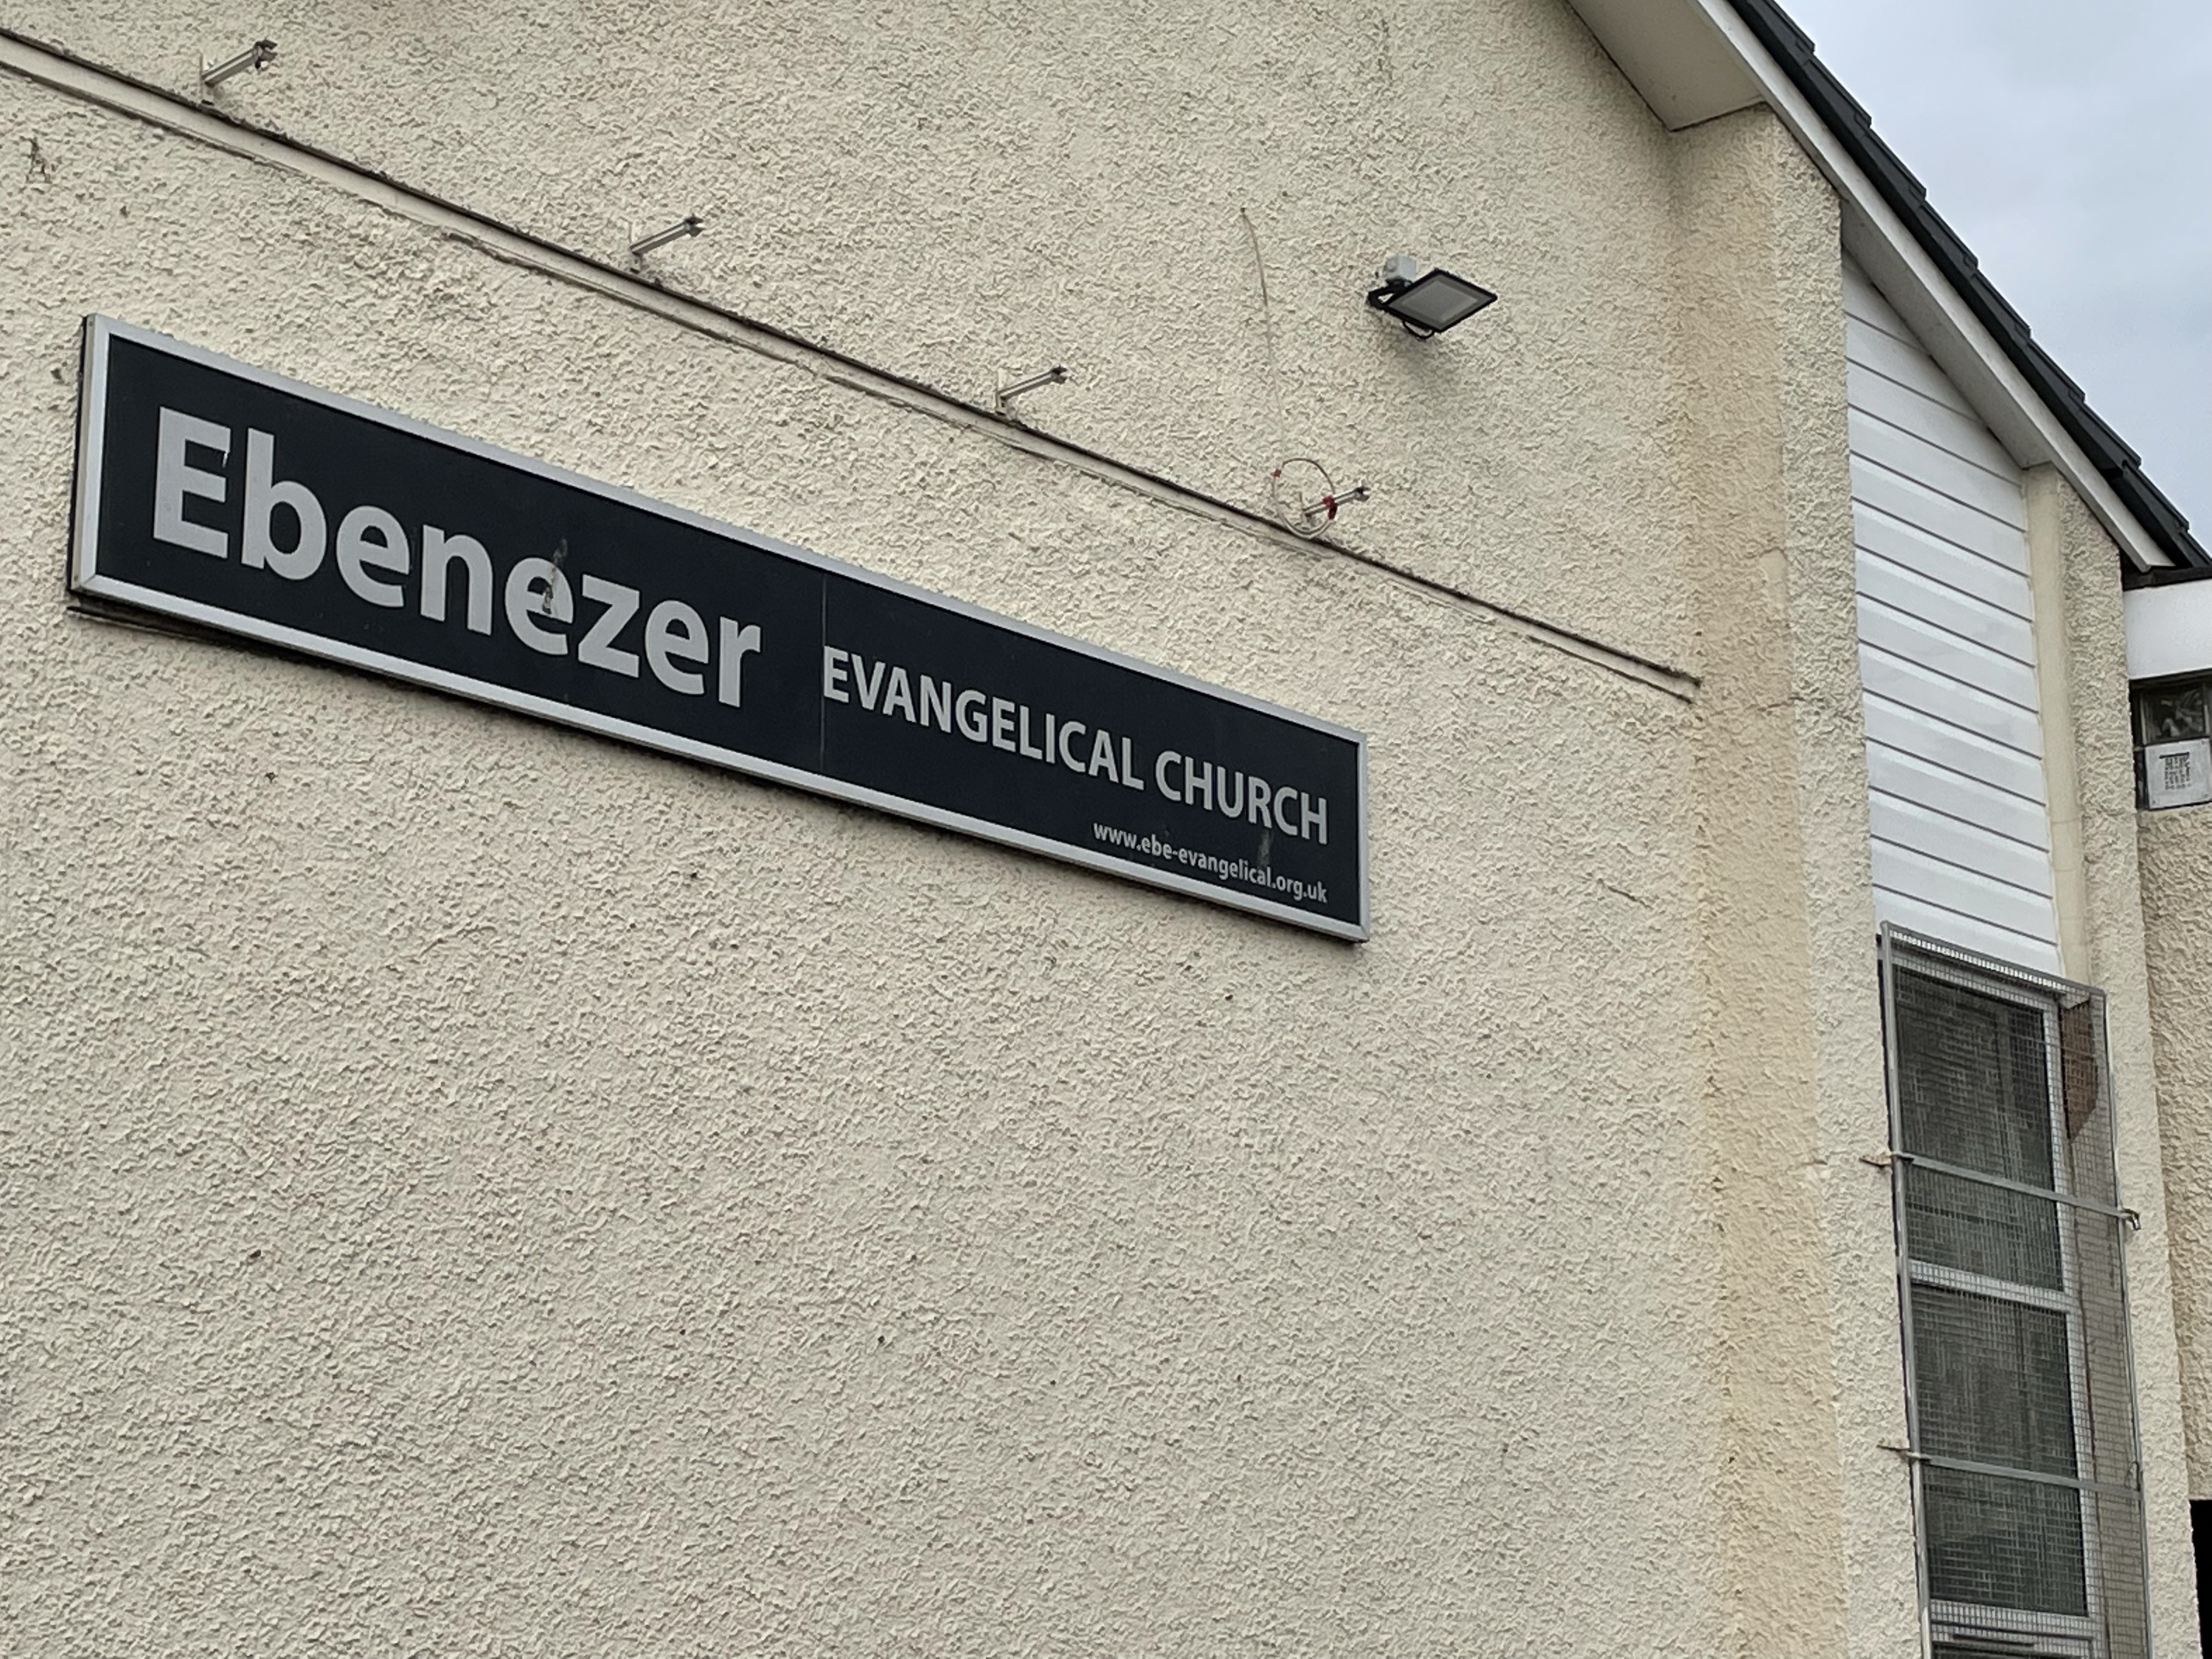 Ebenezer EVANGELICAL CHURCH
www.ebe-evangelical.org.uk